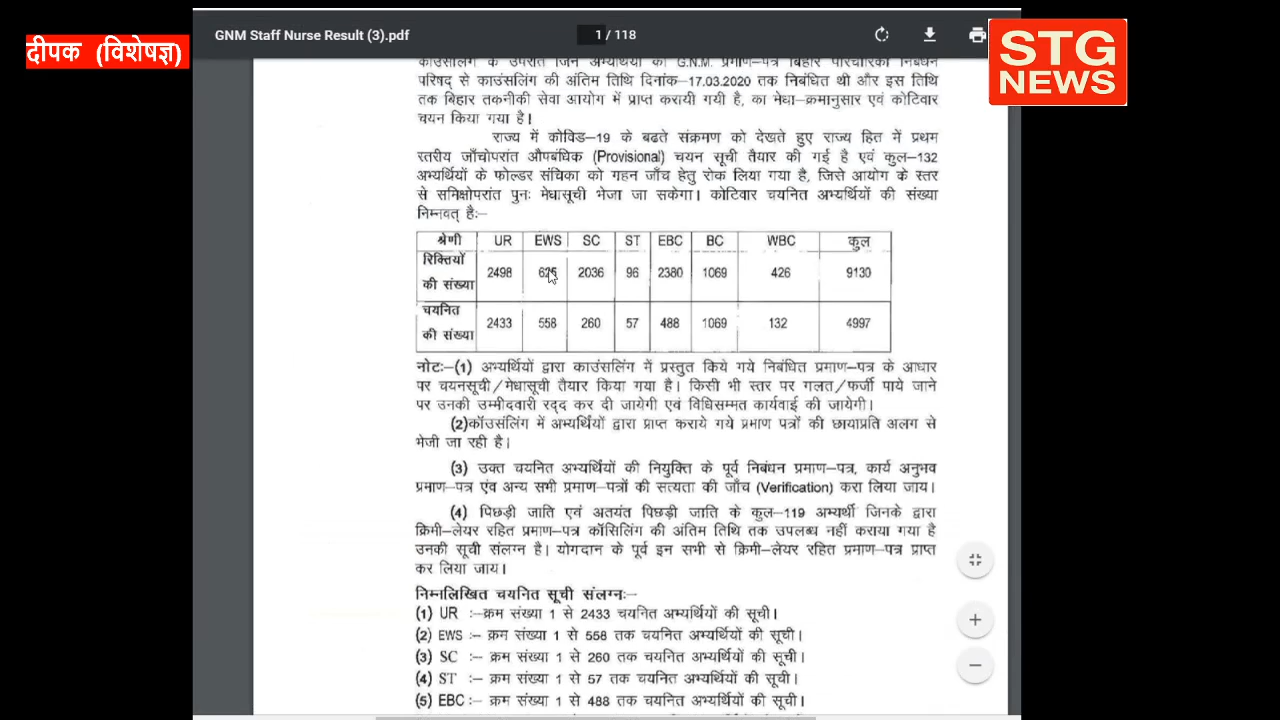 दीपक (विशेषज्ञ)
GNM Staff Nurse Result (3).pdf
1 / 118
STG
NEWS
काउंसलिंग के उपरांत जिन अभ्यर्थियों का G.N.M. प्रमाण-पत्र बिहार परिचारिका निबंधन
परिषद् से काउंसलिंग की अंतिम तिथि दिनांक-17.03.2020 तक निबंधित थी और इस तिथि
तक बिहार तकनीकी सेवा आयोग में प्राप्त करायी गयी है, का मेधा-क्रमानुसार एवं कोटिवार
चयन किया गया है!
राज्य में कोविड-19 के बढते संक्रमण को देखते हुए राज्य हित में प्रथम
स्तरीय जाँचोपरांत औपबंधिक (Provisional) चयन सूची तैयार की गई है एवं कुल-132
अभ्यर्थियों के फोल्डर संचिका को गहन जाँच हेतु रोक लिया गया है, जिसे आयोग के स्तर
से समिक्षोपरांत पुनः मेधासूची भेजा जा सकेगा। कोटिवार चयनित अभ्यर्थियों की संख्या
निम्नवत् है:-
श्रेणी UR EWS SC ST EBC BC WBC कुल
रिक्तियों की संख्या 2498 625 2036 96 2380 1069 426 9130
चयनित की संख्या 2433 558 260 57 488 1069 132 4997
नोटः-(1) अभ्यर्थियों द्वारा काउंसलिंग में प्रस्तुत किये गये निबंधित प्रमाण-पत्र के आधार
पर चयनसूची/मेधासूची तैयार किया गया है। किसी भी स्तर पर गलत/फर्जी पाये जाने
पर उनकी उम्मीदवारी रद्द कर दी जायेगी एवं विधिसम्मत कार्यवाई की जायेगी।
(2)कॉउसंलिंग में अभ्यर्थियों द्वारा प्राप्त कराये गये प्रमाण पत्रों की छायाप्रति अलग से
भेजी जा रही है।
(3) उक्त चयनित अभ्यर्थियों की नियुक्ति के पूर्व निबंधन प्रमाण-पत्र, कार्य अनुभव
प्रमाण-पत्र एंव अन्य सभी प्रमाण-पत्रों की सत्यता की जाँच (Verification) करा लिया जाय।
(4) पिछड़ी जाति एवं अतयंत पिछड़ी जाति के कुल-119 अभ्यर्थी जिनके द्वारा
क्रिमी-लेयर रहित प्रमाण-पत्र कॉसिलिंग की अंतिम तिथि तक उपलब्ध नहीं कराया गया है
उनकी सूची संलग्न है। योगदान के पूर्व इन सभी से क्रिमी-लेयर रहित प्रमाण-पत्र प्राप्त
कर लिया जाय।
निम्नलिखित चयनित सूची संलग्नः-
(1) UR :-क्रम संख्या 1 से 2433 चयनित अभ्यर्थियों की सूची।
(2) EWS :- क्रम संख्या 1 से 558 तक चयनित अभ्यर्थियों की सूची।
(3) SC :- क्रम संख्या 1 से 260 तक चयनित अभ्यर्थियों की सूची।
(4) ST :- क्रम संख्या 1 से 57 तक चयनित अभ्यर्थियों की सूची।
(5) EBC :- क्रम संख्या 1 से 488 तक चयनित अभ्यर्थियों की सूची।